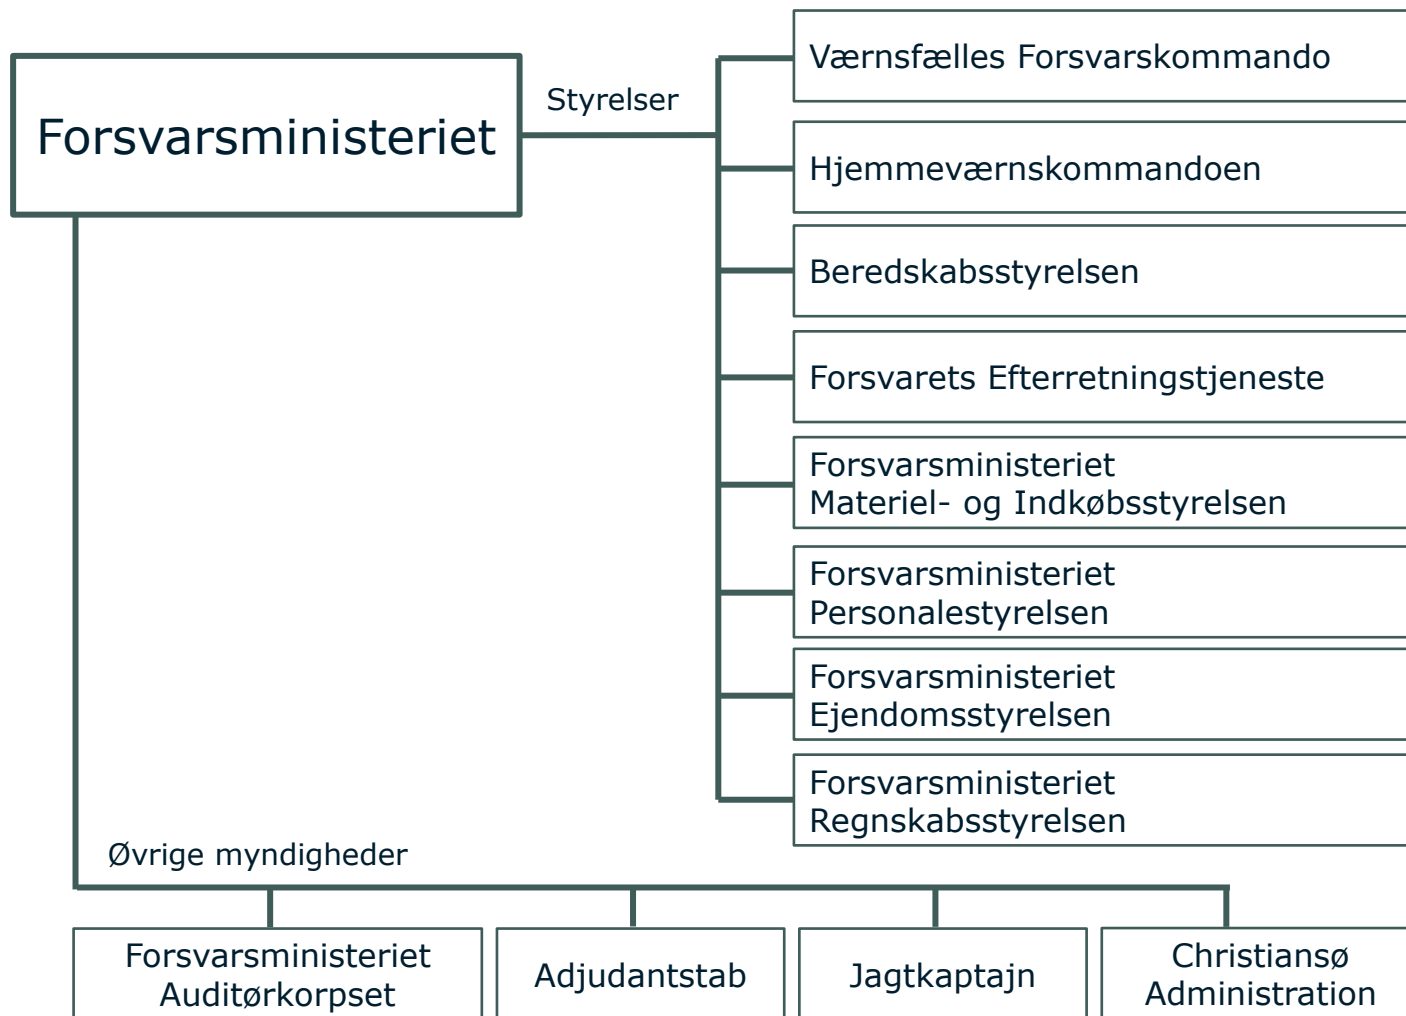 Forsvarsministeriet
Styrelser
Værnsfælles Forsvarskommando
Hjemmeværnskommandoen
Beredskabsstyrelsen
Forsvarets Efterretningstjeneste
Forsvarsministeriet
Materiel- og Indkøbsstyrelsen
Forsvarsministeriet
Personalestyrelsen
Forsvarsministeriet
Ejendomsstyrelsen
Forsvarsministeriet
Regnskabsstyrelsen
Øvrige myndigheder
Forsvarsministeriet
Auditørkorpset
Adjudantstab
Jagtkaptajn
Christiansø
Administration